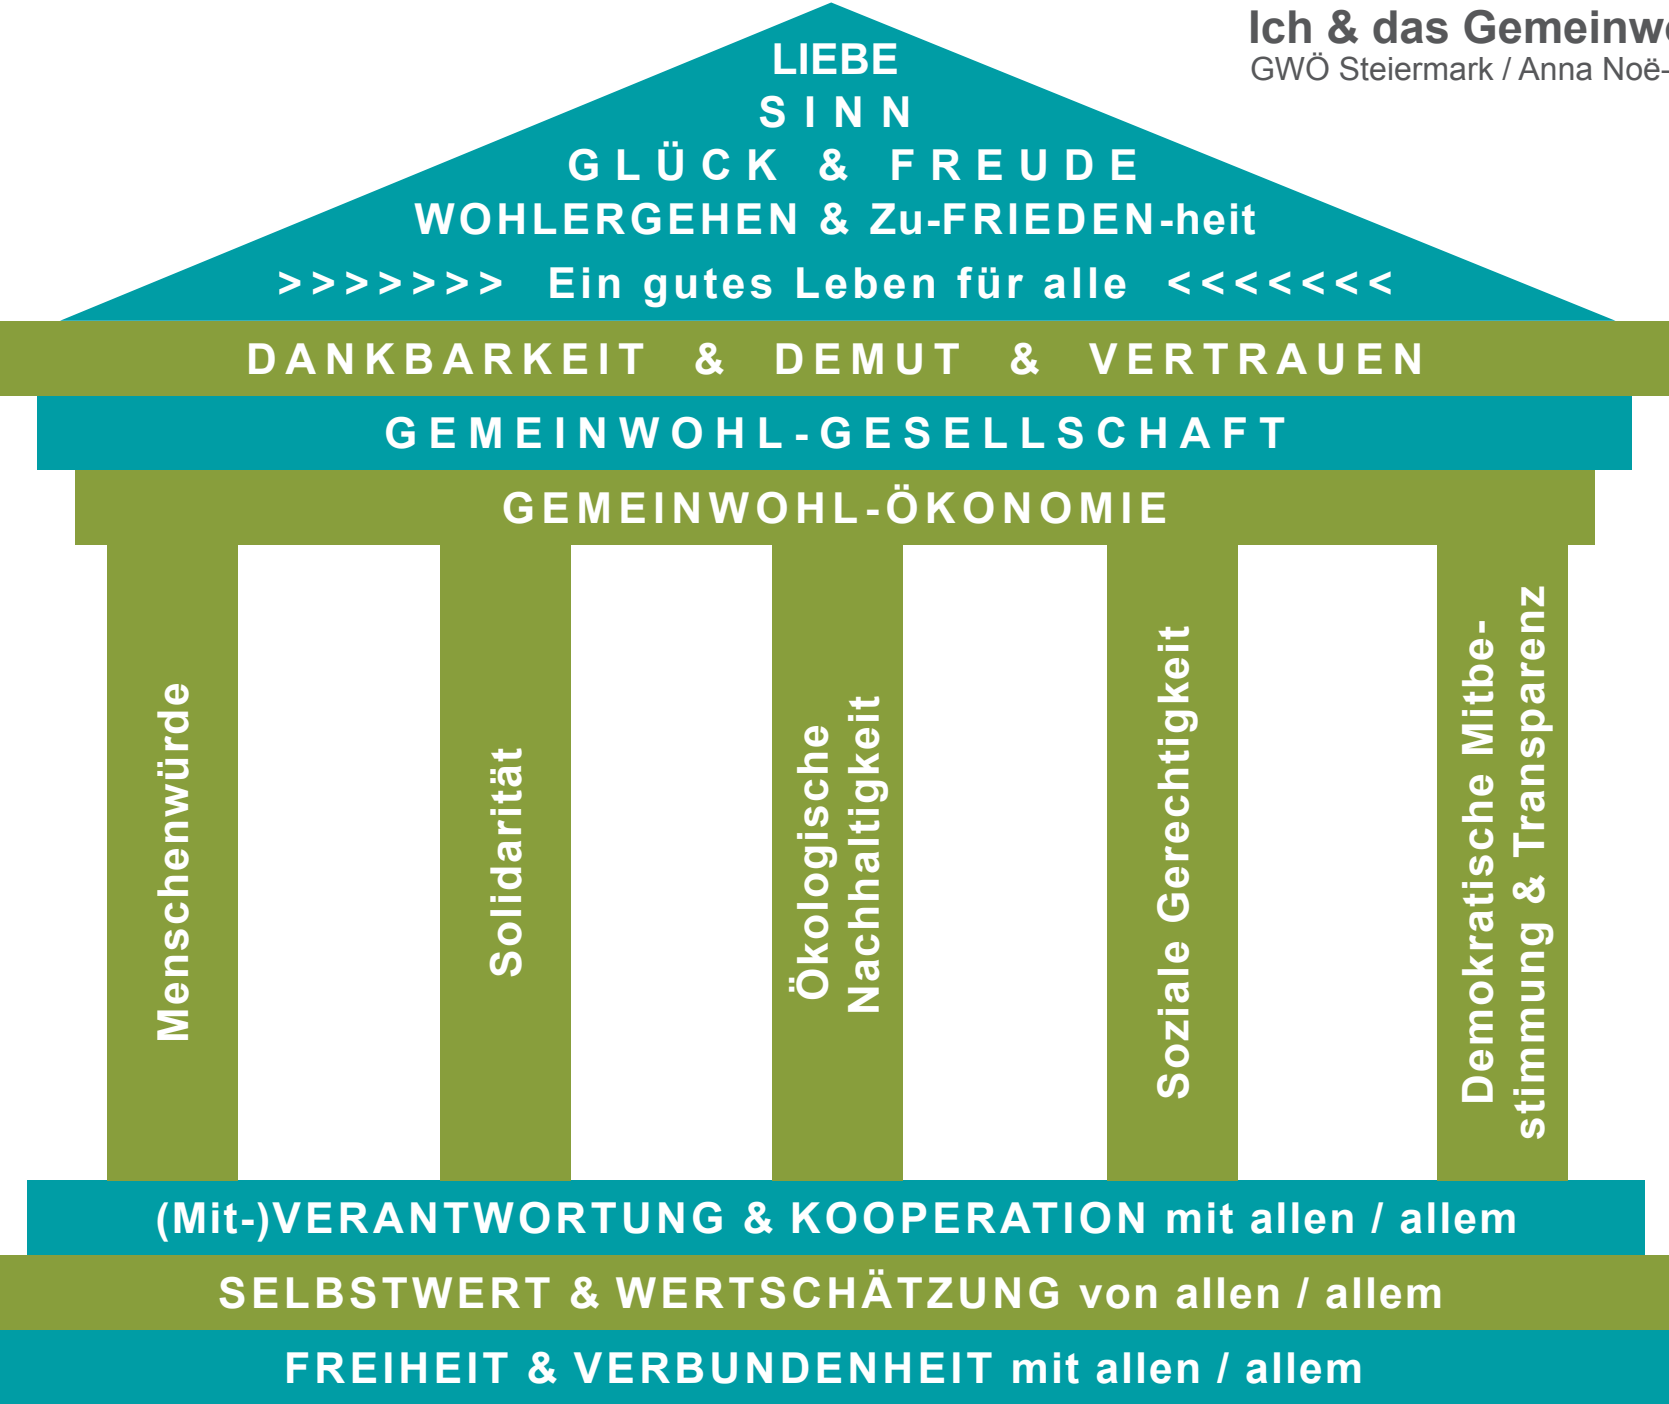 Ich & das
GWÖ Steiermark / Anna
LIEBE
SINN
GLÜCK & FREUDE
WOHLERGEHEN & Zu-FRIEDEN-heit
>>>>>>> Ein gutes Leben für alle <<<<<<<
DANKBARKEIT & DEMUT & VERTRAUEN
GEMEINWOHL-GESELLSCHAFT
GEMEINWOHL-ÖKONOMIE
Menschenwürde
Solidarität
Ökologische
Nachhaltigkeit
Soziale Gerechtigkeit
Demokratische Mitbe-
stimmung & Transparenz
(Mit-)VERANTWORTUNG & KOOPERATION mit allen / allem
SELBSTWERT & WERTSCHÄTZUNG von allen / allem
FREIHEIT & VERBUNDENHEIT mit allen / allem